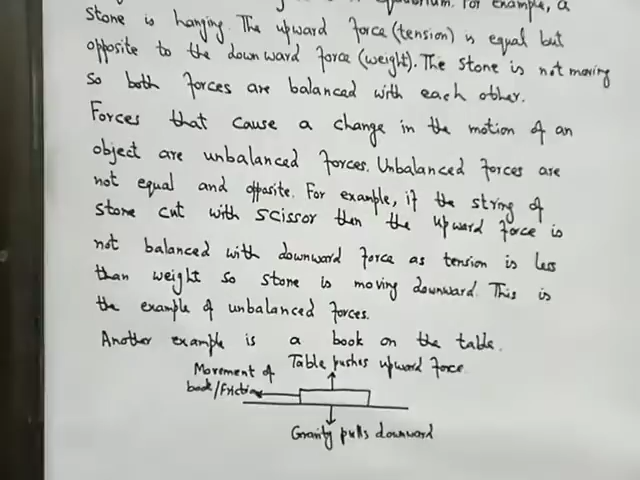 For example, a
Stone is hanging. The upward force (tension) is equal but
opposite to the downward force (weight). The stone is not moving
so both forces are balanced with each other.
Forces that cause a change in the motion of an
object are unbalanced forces. Unbalanced forces are
not equal and opposite. For example, if the string of
stone cut with scissor then the upward force is
not balanced with downward force as tension is less
than weight so stone is moving downward. This is
the example of unbalanced forces.
Another example is a book on the table.
Movement of book/friction
Table pushes upward force
Gravity pulls downward